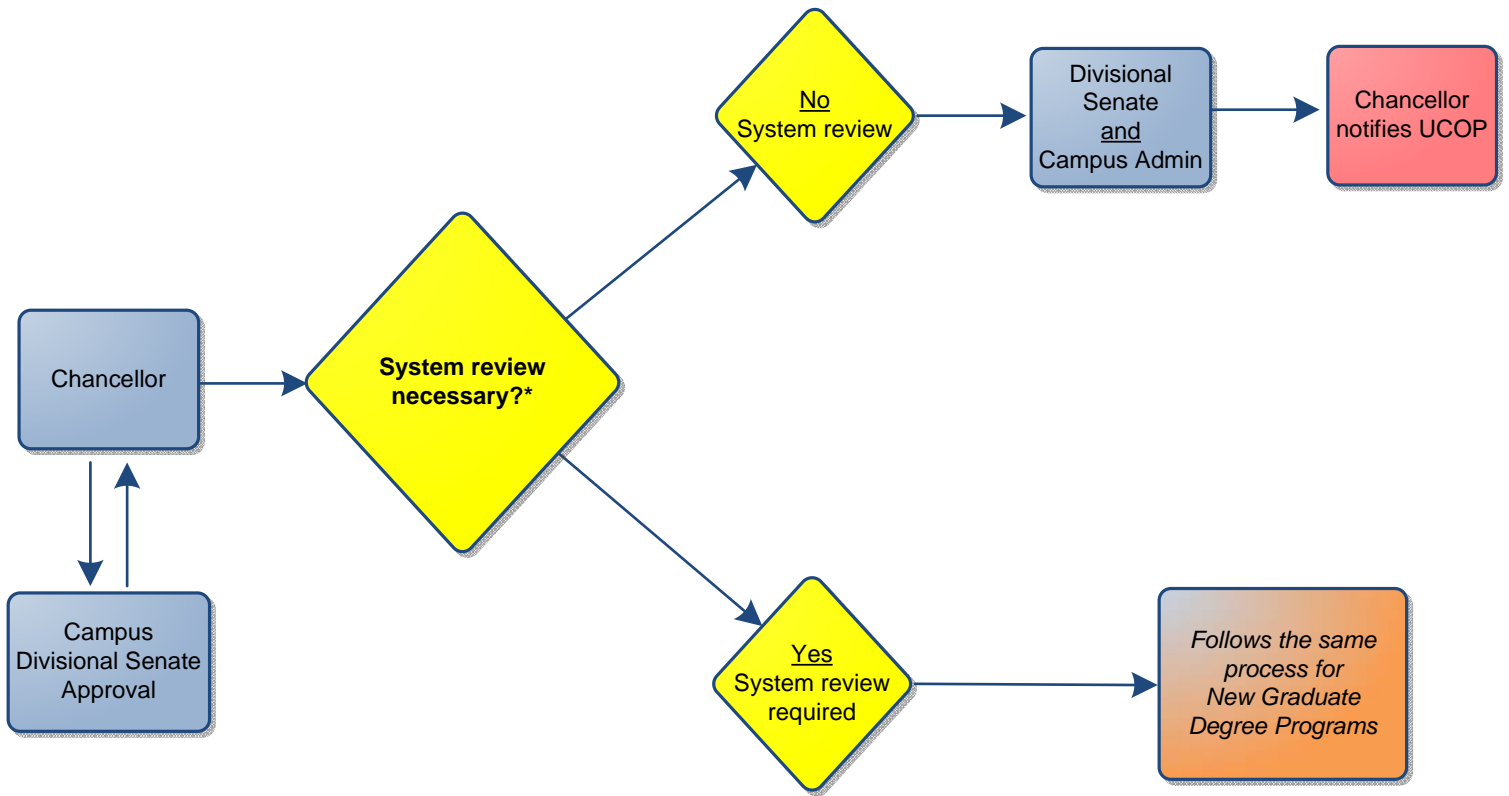 Chancellor
Campus
Divisional Senate
Approval
System review
necessary?*
No
System review
Divisional
Senate
and
Campus Admin
Chancellor
notifies UCOP
Yes
System review
required
Follows the same
process for
New Graduate
Degree Programs